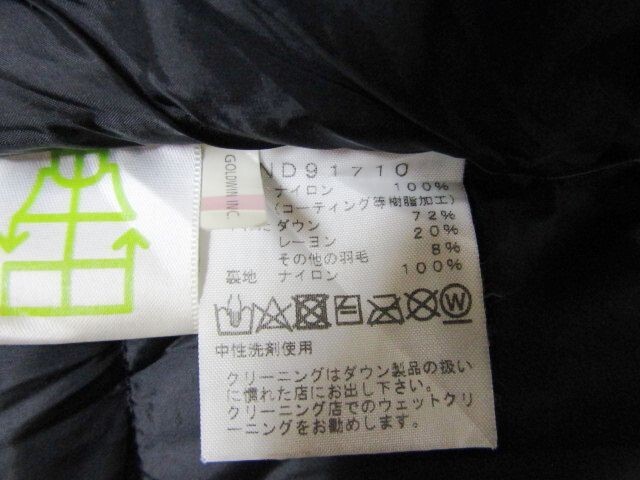 GOLDWIN INC.
ND91710
ナイロン 100%
(コーティング等樹脂加工)
ダウン 72%
レーヨン 20%
その他の羽毛 8%
裏地 ナイロン 100%
W
中性洗剤使用
クリーニングはダウン製品の扱い
に慣れた店にお出し下さい。
クリーニング店でのウェットクリ
ーニングをお勧めします。